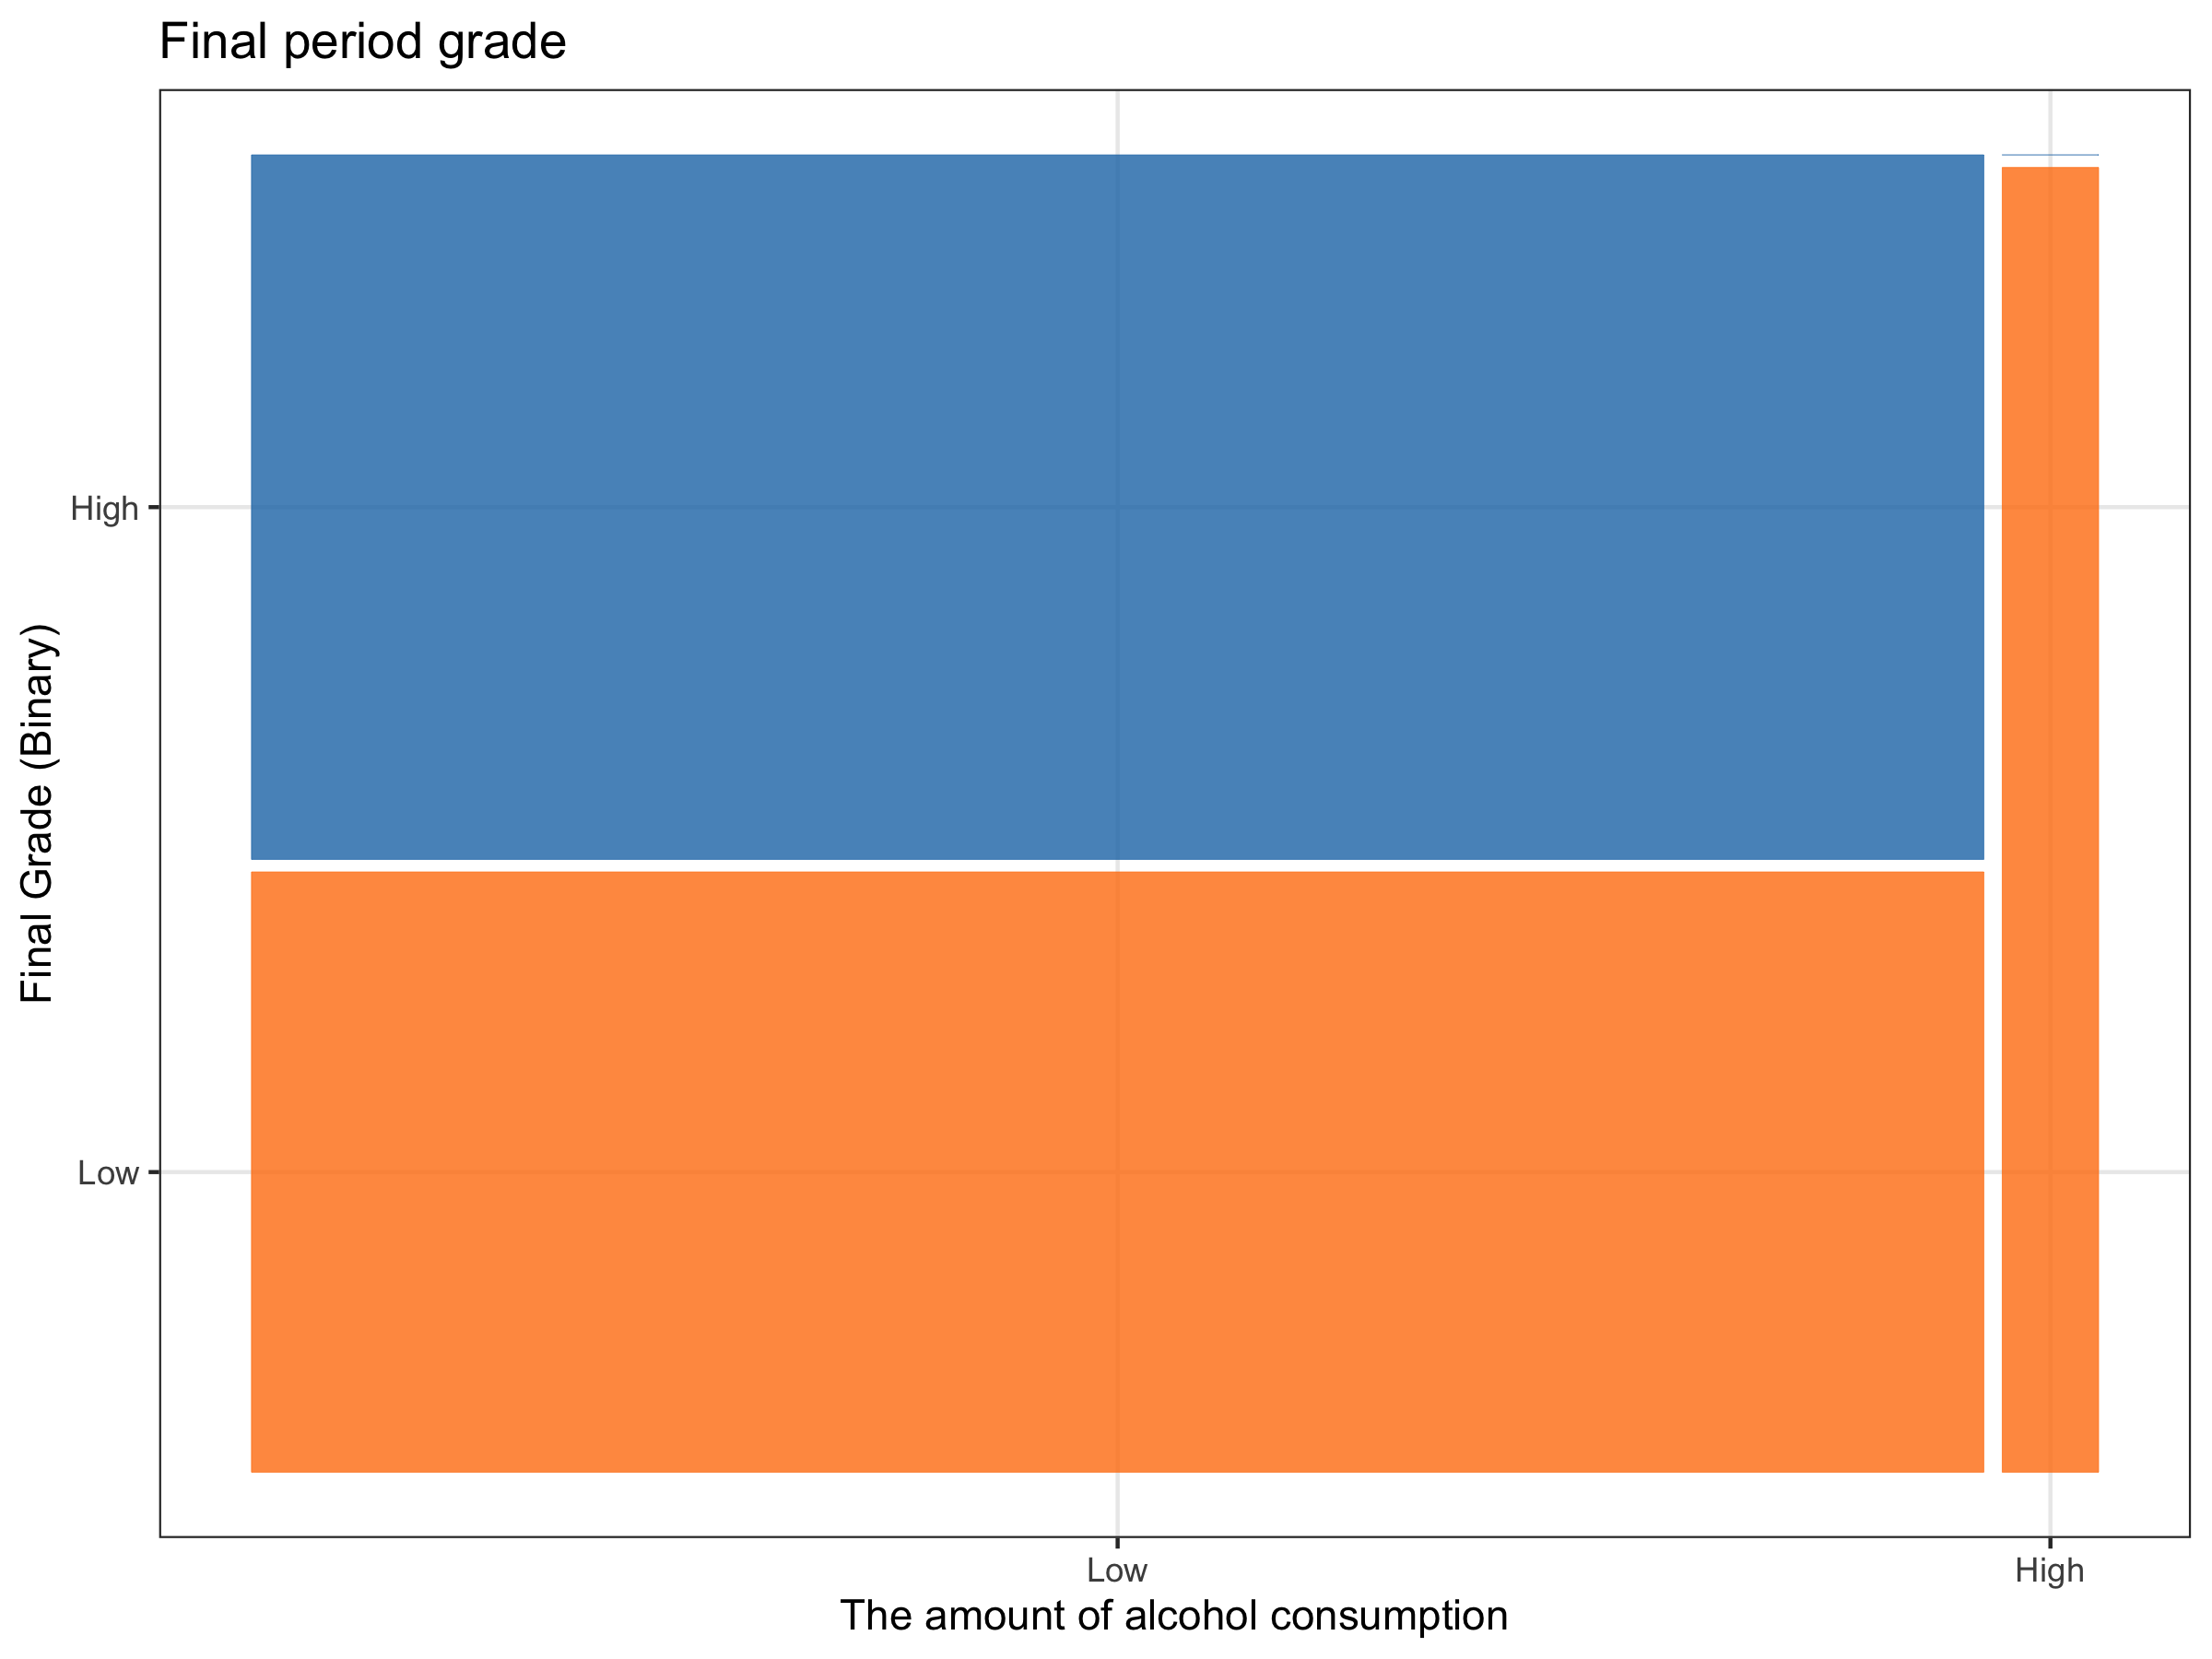 Final period grade
Final Grade (Binary)
High
Low
Low
High
The amount of alcohol consumption